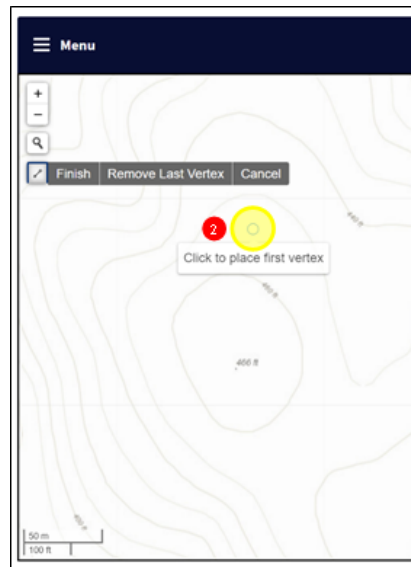 Menu
+
−
Finish Remove Last Vertex Cancel
2
Click to place first vertex
466 ft
50 m
100 ft